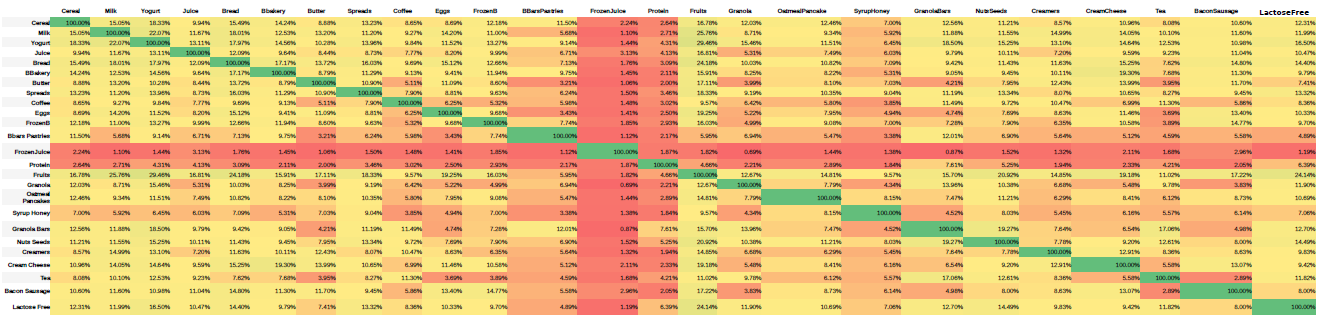 Cereal Milk Yogurt Juice Bread Bbakery Butter Spreads Coffee Eggs FrozenB BBarsPastries FrozenJuice Protein Fruits Granola OatmealPancake SyrupHoney GranolaBars NutsSeeds Creamers CreamCheese Tea BaconSausage LactoseFree
Cereal 100.00% 15.05% 18.33% 9.94% 15.49% 14.24% 8.88% 13.23% 8.65% 8.69% 12.18% 11.50% 2.24% 2.64% 16.78% 12.03% 12.46% 7.00% 12.56% 11.21% 8.57% 10.96% 8.08% 10.60% 12.31%
Milk 15.05% 100.00% 22.07% 11.67% 18.01% 12.53% 13.20% 11.20% 9.27% 14.20% 11.00% 5.68% 1.10% 2.71% 25.76% 8.71% 9.34% 5.92% 11.88% 11.55% 14.99% 14.05% 10.10% 11.60% 11.99%
Yogurt 18.33% 22.07% 100.00% 13.11% 17.97% 14.56% 10.28% 13.96% 9.84% 11.52% 13.27% 9.14% 1.44% 4.31% 29.46% 15.46% 11.51% 6.45% 18.50% 15.25% 13.10% 14.64% 12.53% 10.98% 16.50%
Juice 9.94% 11.67% 13.11% 100.00% 12.09% 9.64% 8.44% 8.73% 7.77% 8.20% 9.99% 6.71% 3.13% 4.13% 16.81% 5.31% 7.49% 6.03% 9.79% 10.11% 7.20% 9.59% 9.23% 11.04% 10.47%
Bread 15.49% 18.01% 17.97% 12.09% 100.00% 17.17% 13.72% 16.03% 9.69% 15.12% 12.66% 7.13% 1.76% 3.09% 24.18% 10.03% 10.82% 7.09% 9.42% 11.43% 11.63% 15.25% 7.62% 14.80% 14.40%
BBakery 14.24% 12.53% 14.56% 9.64% 17.17% 100.00% 8.79% 11.29% 9.13% 9.41% 11.94% 9.75% 1.45% 2.11% 15.91% 8.25% 8.22% 5.31% 9.05% 9.45% 10.11% 19.30% 7.68% 11.30% 9.79%
Butter 8.88% 13.20% 10.28% 8.44% 13.72% 8.79% 100.00% 10.90% 5.11% 11.09% 8.60% 3.21% 1.06% 2.00% 17.11% 3.99% 8.10% 7.03% 4.21% 7.95% 12.43% 13.99% 3.95% 11.70% 7.41%
Spreads 13.23% 11.20% 13.96% 8.73% 16.03% 11.29% 10.90% 100.00% 7.90% 8.81% 9.63% 6.24% 1.50% 3.46% 18.33% 9.19% 10.35% 9.04% 11.19% 13.34% 8.07% 10.65% 8.27% 9.45% 13.32%
Coffee 8.65% 9.27% 9.84% 7.77% 9.69% 9.13% 5.11% 7.90% 100.00% 6.25% 5.32% 5.98% 1.48% 3.02% 9.57% 6.42% 5.80% 3.85% 11.49% 9.72% 10.47% 6.99% 11.30% 5.86% 8.36%
Eggs 8.69% 14.20% 11.52% 8.20% 15.12% 9.41% 11.09% 8.81% 6.25% 100.00% 9.68% 3.43% 1.41% 2.50% 19.25% 5.22% 7.95% 4.94% 4.74% 7.69% 8.63% 11.46% 3.69% 13.40% 10.33%
FrozenB 12.18% 11.00% 13.27% 9.99% 12.66% 11.94% 8.60% 9.63% 5.32% 9.68% 100.00% 7.74% 1.85% 2.93% 16.03% 4.99% 9.08% 7.00% 7.28% 7.90% 6.35% 10.58% 3.89% 14.77% 9.70%
Bbars Pastries 11.50% 5.68% 9.14% 6.71% 7.13% 9.75% 3.21% 6.24% 5.98% 3.43% 7.74% 100.00% 1.12% 2.17% 5.95% 6.94% 5.47% 3.38% 12.01% 6.90% 5.64% 5.12% 4.59% 5.58% 4.89%
FrozenJuice 2.24% 1.10% 1.44% 3.13% 1.76% 1.45% 1.06% 1.50% 1.48% 1.41% 1.85% 1.12% 100.00% 1.87% 1.82% 0.69% 1.44% 1.38% 0.87% 1.52% 1.32% 2.11% 1.68% 2.96% 1.19%
Protein 2.64% 2.71% 4.31% 4.13% 3.09% 2.11% 2.00% 3.46% 3.02% 2.50% 2.93% 2.17% 1.87% 100.00% 4.66% 2.21% 2.89% 1.84% 7.61% 5.25% 1.94% 2.33% 4.21% 2.05% 6.39%
Fruits 16.78% 25.76% 29.46% 16.81% 24.18% 15.91% 17.11% 18.33% 9.57% 19.25% 16.03% 5.95% 1.82% 4.66% 100.00% 12.67% 14.81% 9.57% 15.70% 20.92% 14.85% 19.18% 11.02% 17.22% 24.14%
Granola 12.03% 8.71% 15.46% 5.31% 10.03% 8.25% 3.99% 9.19% 6.42% 5.22% 4.99% 6.94% 0.69% 2.21% 12.67% 100.00% 7.79% 4.34% 13.96% 10.38% 6.68% 5.48% 9.78% 3.83% 11.90%
Oatmeal
Pancakes 12.46% 9.34% 11.51% 7.49% 10.82% 8.22% 8.10% 10.35% 5.80% 7.95% 9.08% 5.47% 1.44% 2.89% 14.81% 7.79% 100.00% 8.15% 7.47% 11.21% 6.29% 8.41% 6.12% 8.73% 10.69%
Syrup Honey 7.00% 5.92% 6.45% 6.03% 7.09% 5.31% 7.03% 9.04% 3.85% 4.94% 7.00% 3.38% 1.38% 1.84% 9.57% 4.34% 8.15% 100.00% 4.52% 8.03% 5.45% 6.16% 5.57% 6.14% 7.06%
Granola Bars 12.56% 11.88% 18.50% 9.79% 9.42% 9.05% 4.21% 11.19% 11.49% 4.74% 7.28% 12.01% 0.87% 7.61% 15.70% 13.96% 7.47% 4.52% 100.00% 19.27% 7.64% 6.54% 17.06% 4.98% 12.70%
Nuts Seeds 11.21% 11.55% 15.25% 10.11% 11.43% 9.45% 7.95% 13.34% 9.72% 7.69% 7.90% 6.90% 1.52% 5.25% 20.92% 10.38% 11.21% 8.03% 19.27% 100.00% 7.78% 9.20% 12.61% 8.00% 14.49%
Creamers 8.57% 14.99% 13.10% 7.20% 11.63% 10.11% 12.43% 8.07% 10.47% 8.63% 6.35% 5.64% 1.32% 1.94% 14.85% 6.68% 6.29% 5.45% 7.64% 7.78% 100.00% 12.91% 8.36% 8.63% 9.83%
Cream Cheese 10.96% 14.05% 14.64% 9.59% 15.25% 19.30% 13.99% 10.65% 6.99% 11.46% 10.58% 5.12% 2.11% 2.33% 19.18% 5.48% 8.41% 6.16% 6.54% 9.20% 12.91% 100.00% 5.58% 13.07% 9.42%
Tea 8.08% 10.10% 12.53% 9.23% 7.62% 7.68% 3.95% 8.27% 11.30% 3.69% 3.89% 4.59% 1.68% 4.21% 11.02% 9.78% 6.12% 5.57% 17.06% 12.61% 8.36% 5.58% 100.00% 2.89% 11.82%
Bacon Sausage 10.60% 11.60% 10.98% 11.04% 14.80% 11.30% 11.70% 9.45% 5.86% 13.40% 14.77% 5.58% 2.96% 2.05% 17.22% 3.83% 8.73% 6.14% 4.98% 8.00% 8.63% 13.07% 2.89% 100.00% 8.00%
Lactose Free 12.31% 11.99% 16.50% 10.47% 14.40% 9.79% 7.41% 13.32% 8.36% 10.33% 9.70% 4.89% 1.19% 6.39% 24.14% 11.90% 10.69% 7.06% 12.70% 14.49% 9.83% 9.42% 11.82% 8.00% 100.00%